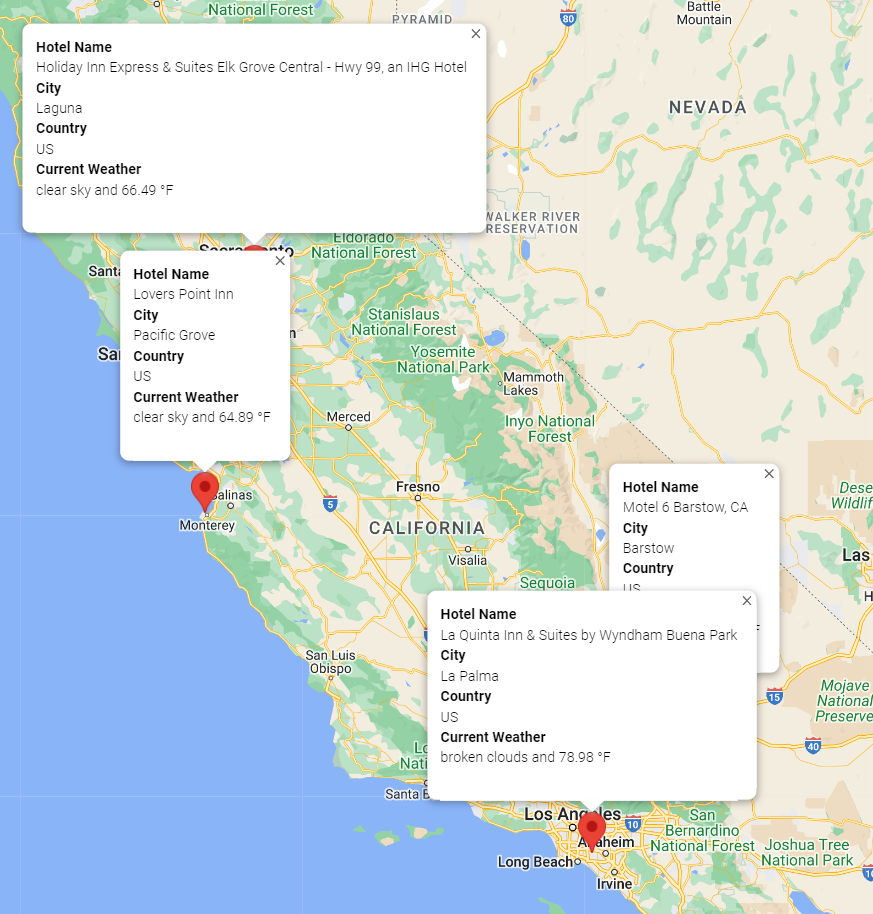 National Forest
PYRAMID
80
Battle
Mountain
Hotel Name
Holiday Inn Express & Suites Elk Grove Central - Hwy 99, an IHG Hotel
City
Laguna
Country
US
Current Weather
clear sky and 66.49 °F
NEVADA
WALKER RIVER
RESERVATION
Eldorado
National Forest
Hotel Name
Lovers Point Inn
City
Pacific Grove
Country
US
Current Weather
clear sky and 64.89 °F
Stanislaus
National Forest
Yosemite
National Park
Mammoth
Lakes
Merced
Inyo National
Forest
Fresno
5
Monterey
CALIFORNIA
Visalia
Sequoia
Hotel Name
Motel 6 Barstow, CA
City
Barstow
Country
US
Las
Hotel Name
La Quinta Inn & Suites by Wyndham Buena Park
City
La Palma
Country
US
Current Weather
broken clouds and 78.98 °F
San Luis
Obispo
15
Mojave
National
Preserve
40
Santa B
Los Angeles
10
Anaheim
San
Bernardino
National Forest
Joshua Tree
National Park
Long Beach
Irvine